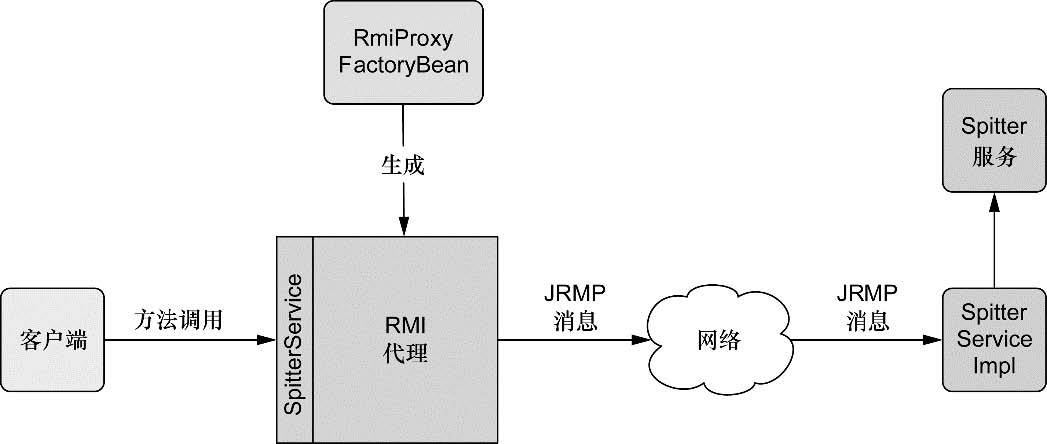 RmiProxy
FactoryBean
生成
Spitter
服务
客户端
方法调用
SpitterService
RMI
代理
JRMP
消息
网络
JRMP
消息
Spitter
Service
Impl